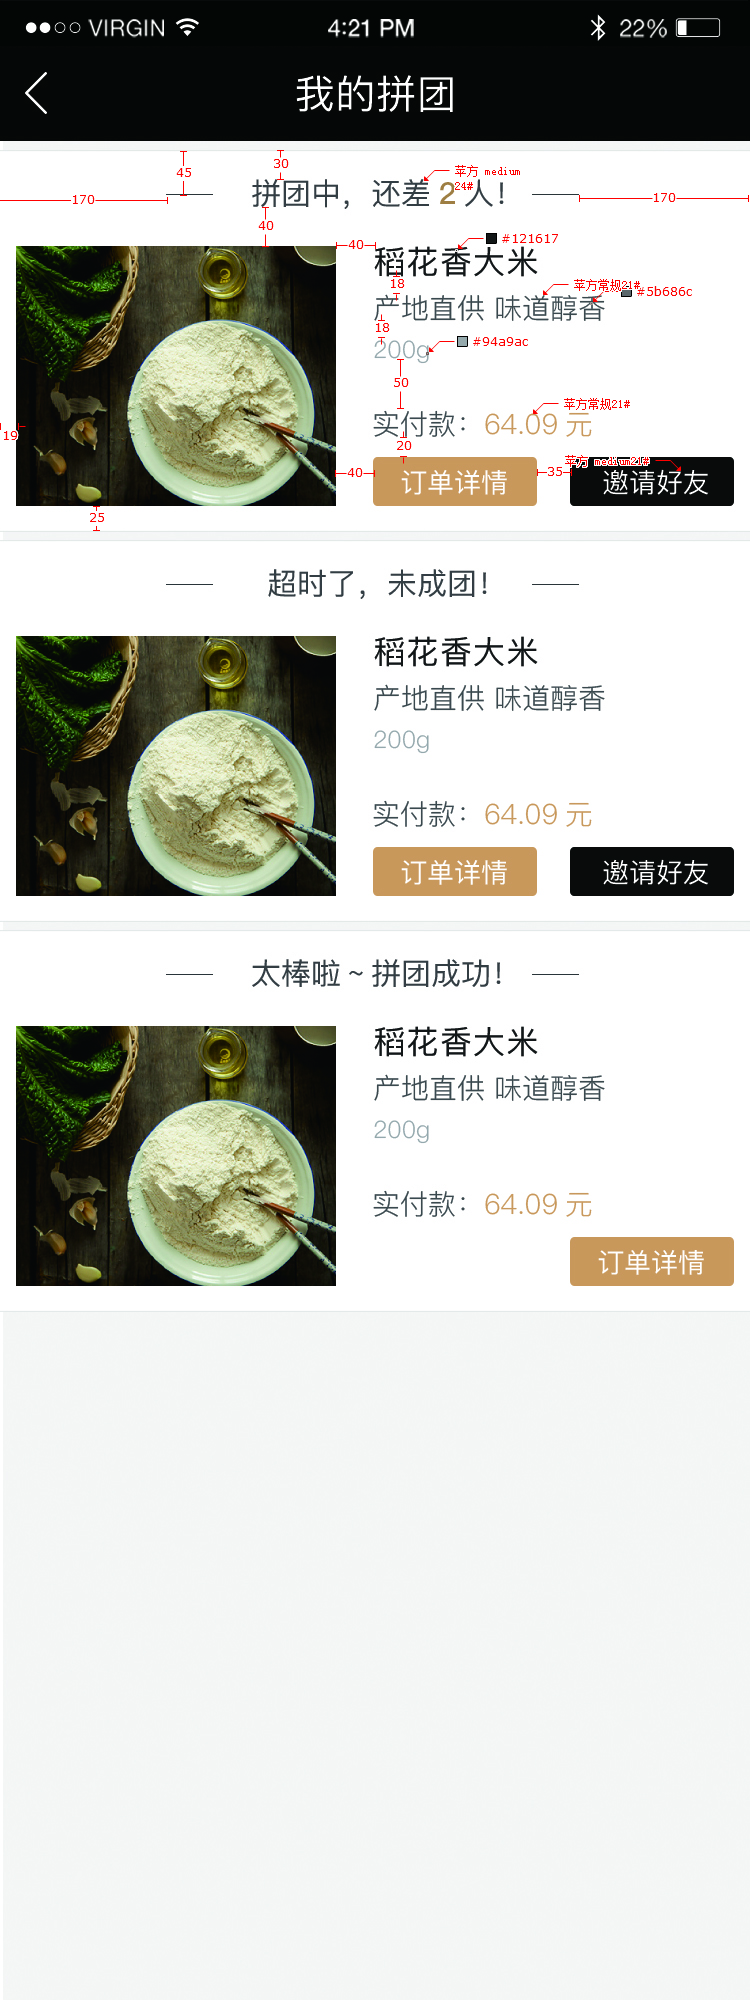 VIRGIN 4:21 PM 22%
我的拼团
45 30 苹方 medium 24#
170 拼团中，还差 2 人！ 170
40
40 #121617
稻花香大米
18 苹方常规21# #5b686c
产地直供 味道醇香
18
200g #94a9ac
50
苹方常规21#
实付款：64.09 元
19
20
40 35 苹方 medium21#
订单详情 邀请好友
25
超时了，未成团！
稻花香大米
产地直供 味道醇香
200g
实付款：64.09 元
订单详情 邀请好友
太棒啦～拼团成功！
稻花香大米
产地直供 味道醇香
200g
实付款：64.09 元
订单详情